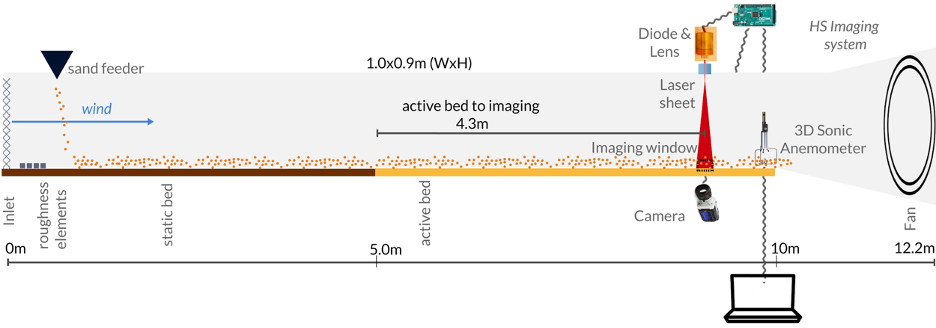 HS Imaging
system
Diode &
Lens
sand feeder
1.0x0.9m (WxH)
Laser
sheet
wind
active bed to imaging
4.3m
3D Sonic
Anemometer
Imaging window
Inlet
roughness
elements
static bed
active bed
Camera
Fan
0m
5.0m
10m
12.2m